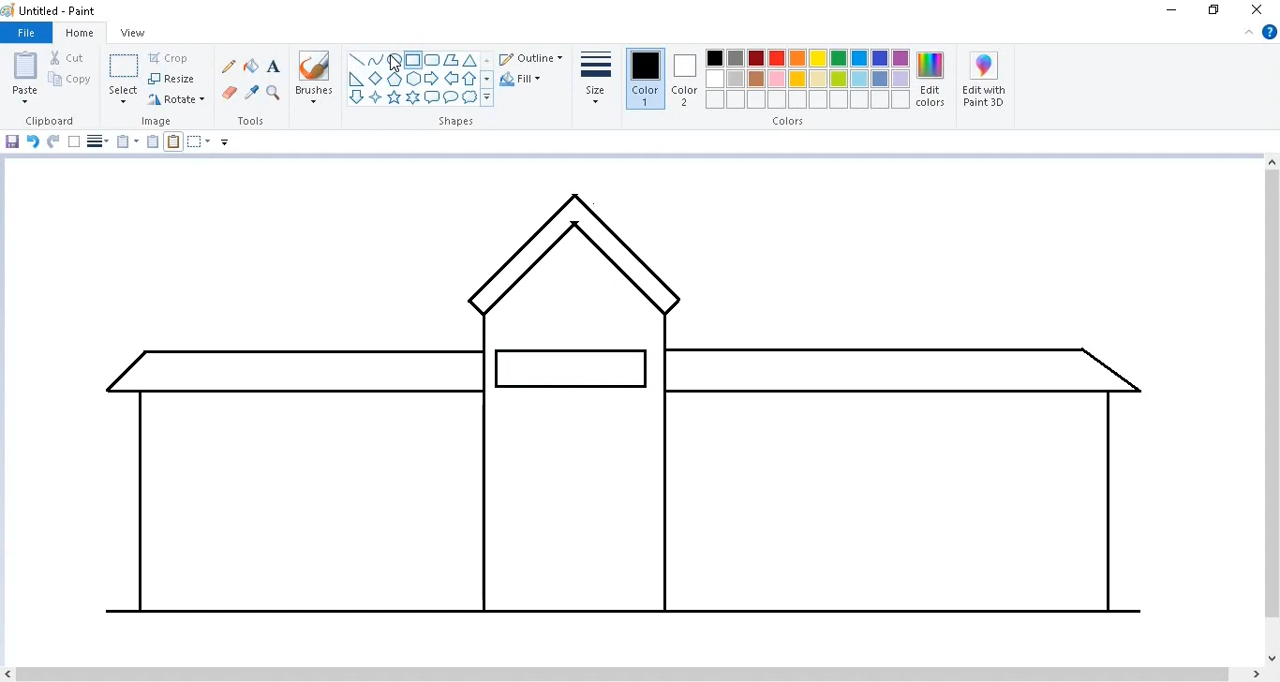 Untitled - Paint
File Home View
Paste Cut Copy
Clipboard
Select Crop Resize Rotate
Image
A
Tools
Brushes
Outline Fill
Shapes
Size
Color 1
Color 2
Edit colors
Colors
Edit with Paint 3D